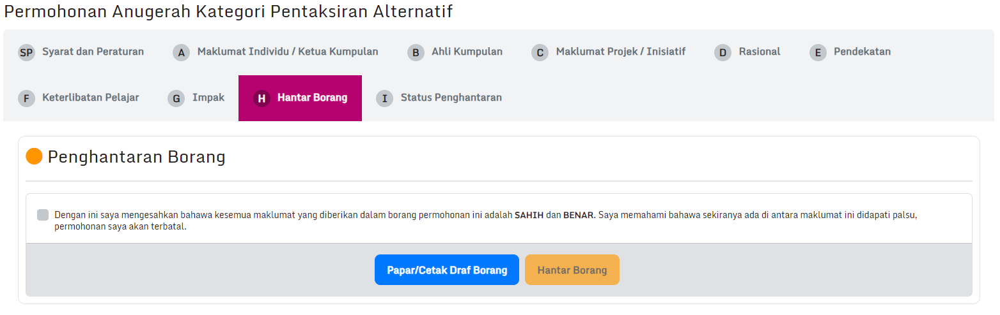 Permohonan Anugerah Kategori Pentaksiran Alternatif
SP Syarat dan Peraturan A Maklumat Individu / Ketua Kumpulan B Ahli Kumpulan C Maklumat Projek / Inisiatif D Rasional E Pendekatan
F Keterlibatan Pelajar G Impak H Hantar Borang I Status Penghantaran
Penghantaran Borang
Dengan ini saya mengesahkan bahawa kesemua maklumat yang diberikan dalam borang permohonan ini adalah SAHIH dan BENAR. Saya memahami bahawa sekiranya ada di antara maklumat ini didapati palsu,
permohonan saya akan terbatal.
Papar/Cetak Draf Borang Hantar Borang